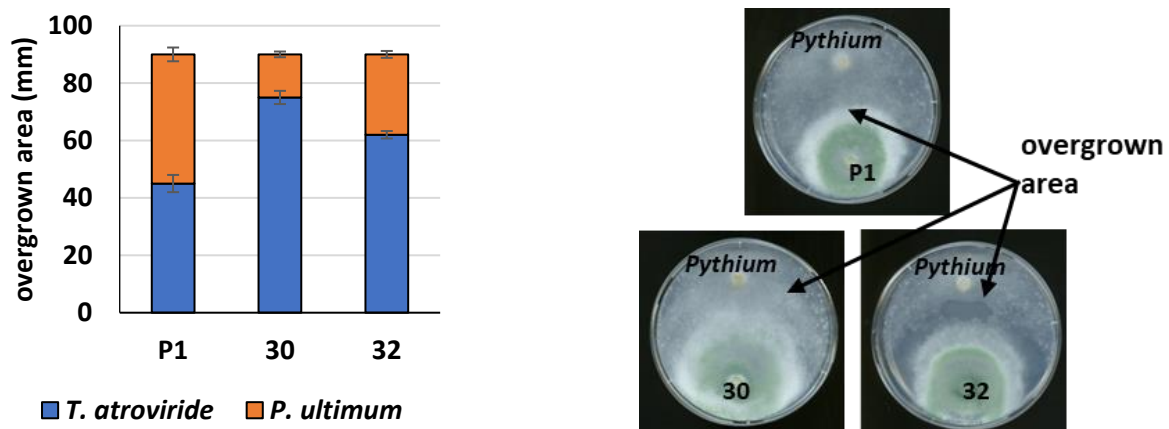 100
80
60
40
20
0
overgrown area (mm)
P1 30 32
T. atroviride P. ultimum
Pythium
P1
overgrown
area
Pythium
30
Pythium
32